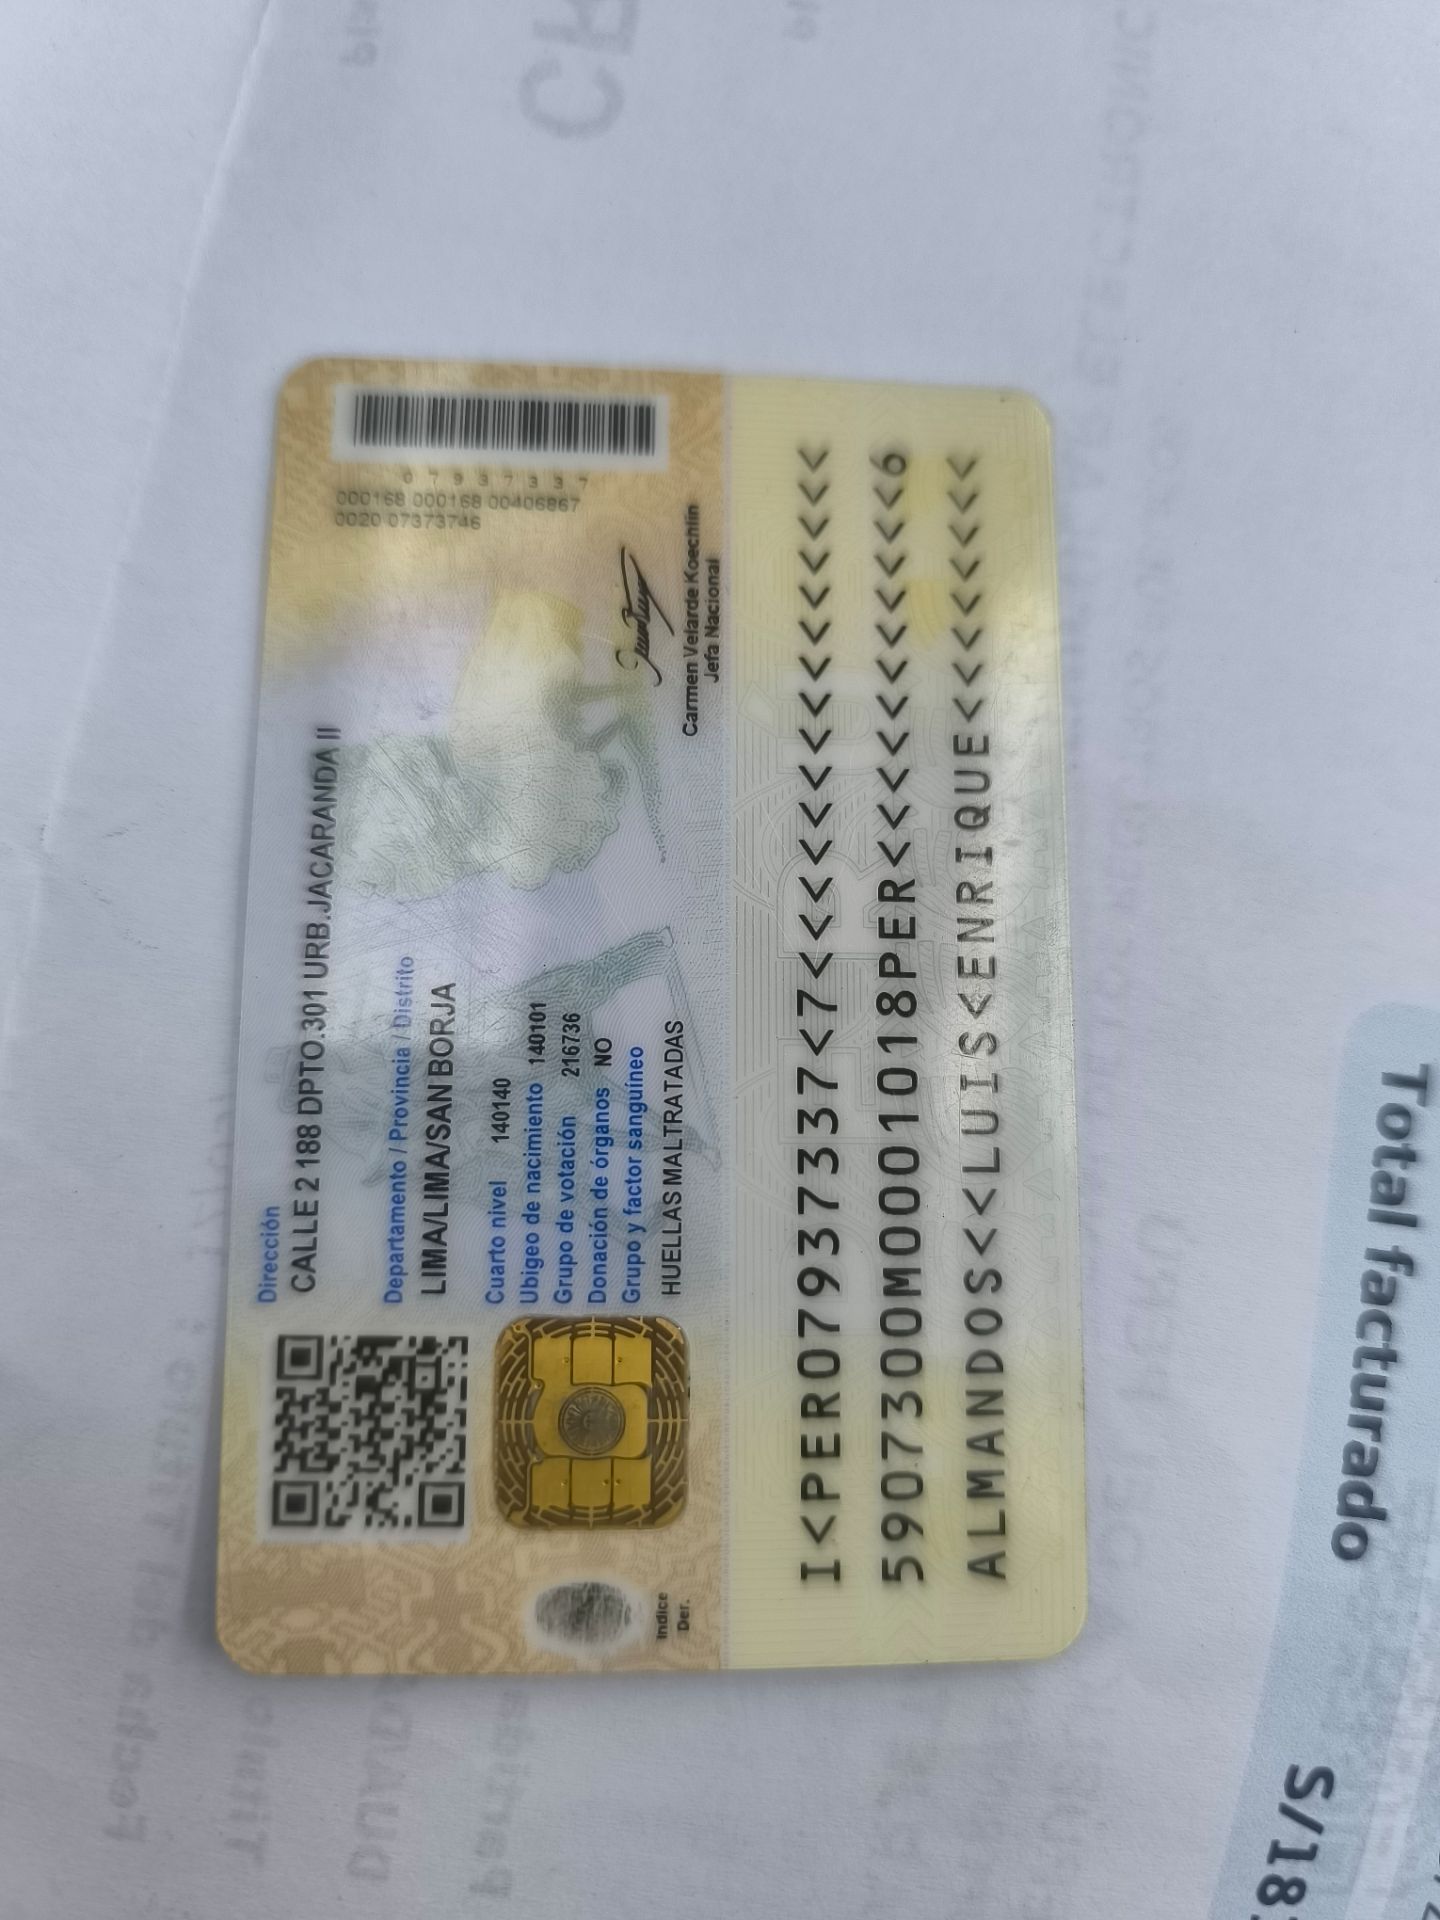 Dirección
CALLE 2 188 DPTO.301 URB.JACARANDA II
Departamento / Provincia / Distrito
LIMA/LIMA/SAN BORJA
Cuarto nivel 140140
Ubigeo de nacimiento 140101
Grupo de votación 216736
Donación de órganos NO
Grupo y factor sanguíneo
HUELLAS MALTRATADAS
0 7 9 3 7 3 3 7
000168 000168 00406867
0020 07373746
Carmen Velarde Koechlin
Jefa Nacional
Indice
Der.
I<PER07937337<7<<<<<<<<<<<<<<<
5907300M0001018PER<<<<<<<<<<<6
ALMANDOS<<LUIS<ENRIQUE<<<<<<<<
Total facturado